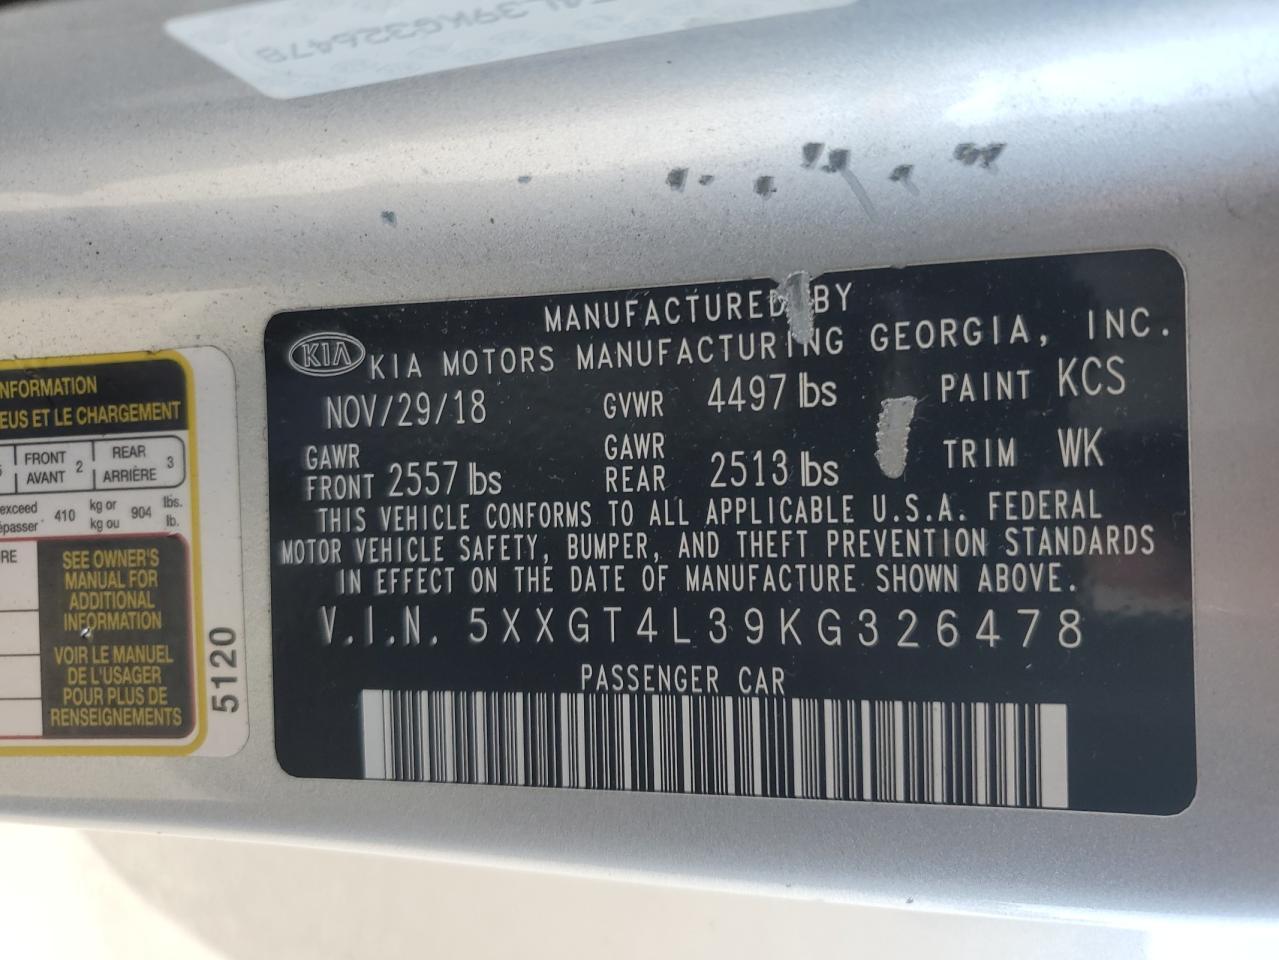 T4L39KG326478
MANUFACTURED BY
KIA KIA MOTORS MANUFACTURING GEORGIA, INC.
NOV/29/18 GVWR 4497 lbs PAINT KCS
GAWR FRONT 2557 lbs GAWR REAR 2513 lbs TRIM WK
THIS VEHICLE CONFORMS TO ALL APPLICABLE U.S.A. FEDERAL
MOTOR VEHICLE SAFETY, BUMPER, AND THEFT PREVENTION STANDARDS
IN EFFECT ON THE DATE OF MANUFACTURE SHOWN ABOVE.
V.I.N. 5XXGT4L39KG326478
PASSENGER CAR
NFORMATION
EUS ET LE CHARGEMENT
FRONT AVANT 2 REAR ARRIÈRE 3
exceed 410 kg or 904 lbs.
épasser kg ou lb.
RE
SEE OWNER'S
MANUAL FOR
ADDITIONAL
INFORMATION
VOIR LE MANUEL
DE L'USAGER
POUR PLUS DE
RENSEIGNEMENTS
5120